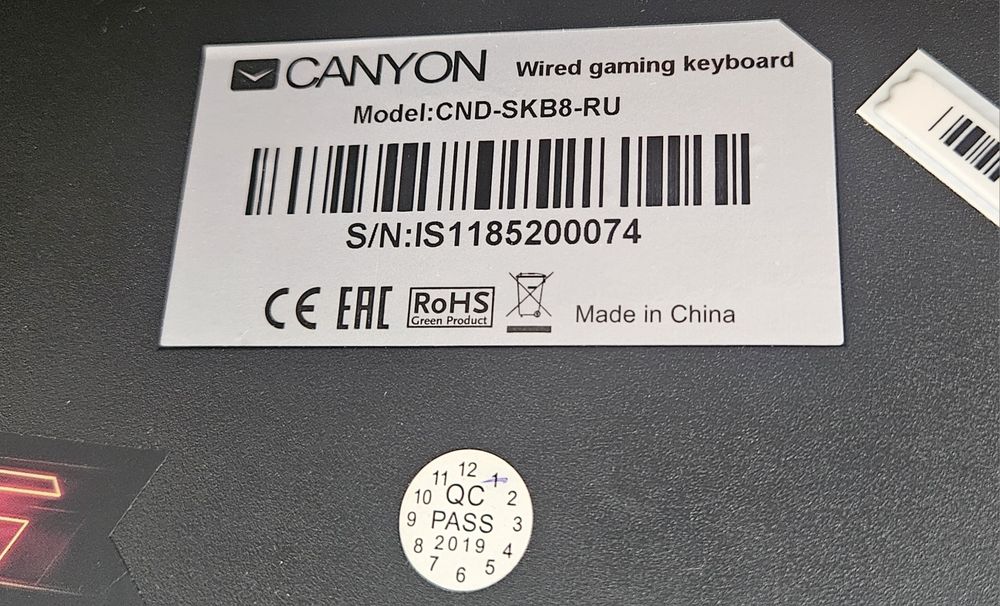 CANYON Wired gaming keyboard
Model:CND-SKB8-RU
S/N:IS1185200074
CE EAC RoHS Made in China
Green Product
12
11 1
10 QC 2
9 PASS 3
8 2019 4
7 5
6